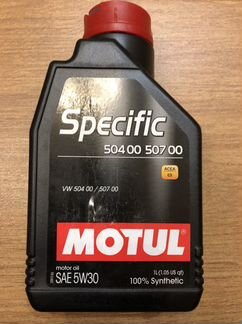 Specific
504 00 507 00
ACEA
VW 504 00 / 507 00
MOTUL
motor oil
SAE 5W30
1L (1.05 US qt)
100% Synthetic